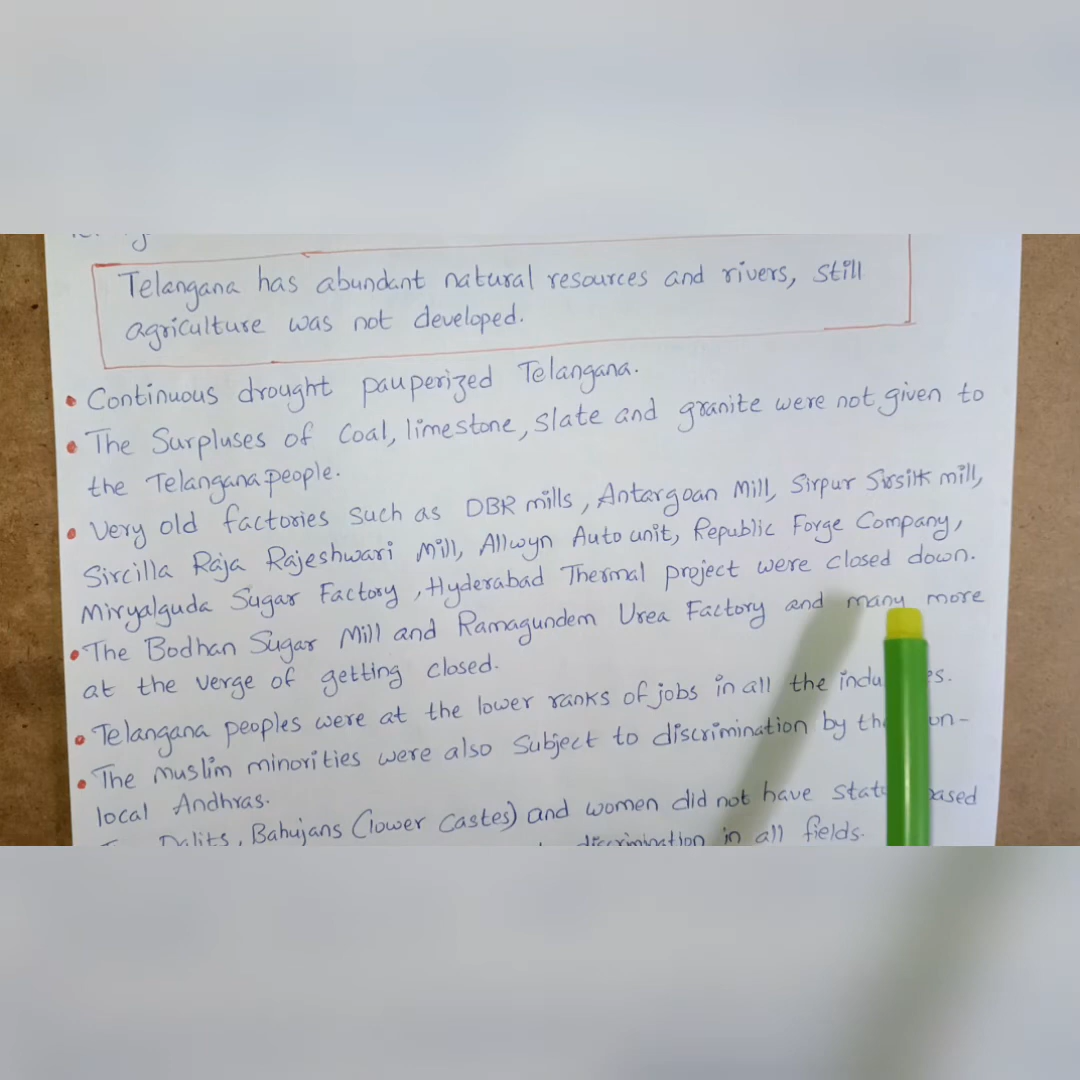 Telangana has abundant natural resources and rivers, still
agriculture was not developed.
• Continuous drought pauperized Telangana.
• The Surpluses of Coal, limestone, slate and granite were not given to
the Telangana people.
• Very old factories such as DBR mills, Antargoan Mill, Sirpur Sirsilk mill,
Sircilla Raja Rajeshwari Mill, Allwyn Auto unit, Republic Forge Company,
Miryalguda Sugar Factory, Hyderabad Thermal project were closed down.
• The Bodhan Sugar Mill and Ramagundem Urea Factory and many more
at the verge of getting closed.
• Telangana peoples were at the lower ranks of jobs in all the
• The muslim minorities were also subject to discrimination by
local Andhras.
Dalits, Bahujans (lower castes) and women did not have based
discrimination in all fields.